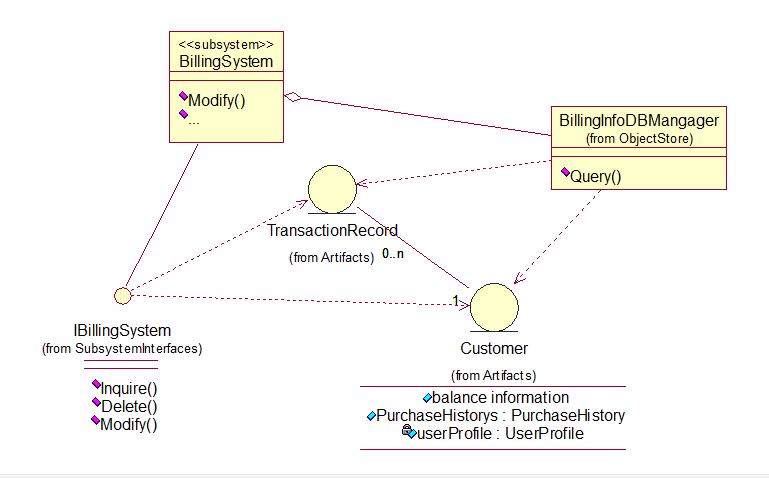 <<subsystem>>
BillingSystem
Modify()
...
BillingInfoDBMangager
(from ObjectStore)
Query()
TransactionRecord
(from Artifacts)
0..n
1
IBillingSystem
(from SubsystemInterfaces)
Inquire()
Delete()
Modify()
Customer
(from Artifacts)
balance information
PurchaseHistorys : PurchaseHistory
userProfile : UserProfile